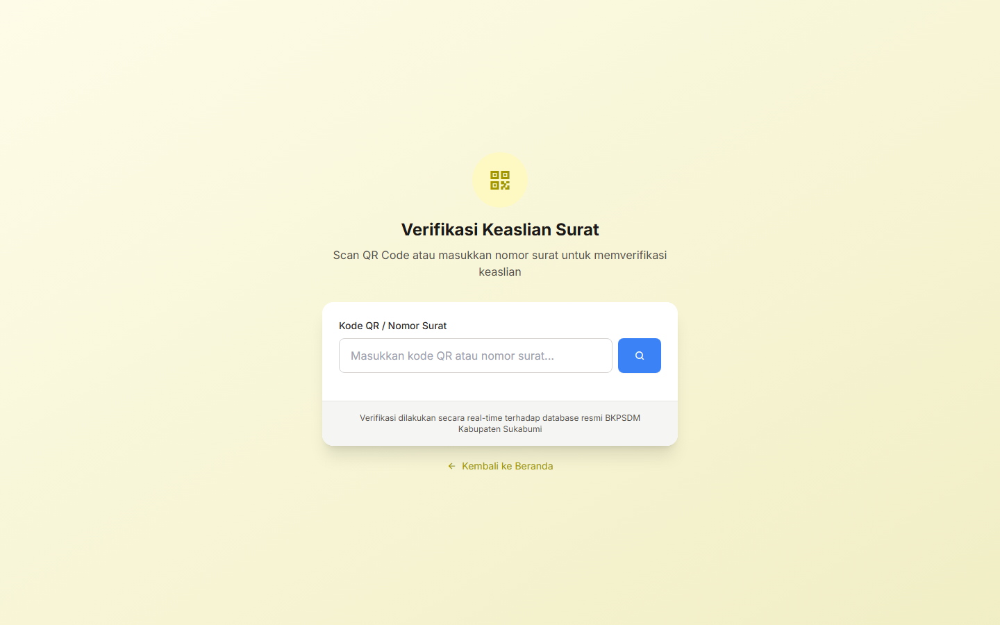 Verifikasi Keaslian Surat
Scan QR Code atau masukkan nomor surat untuk memverifikasi
keaslian
Kode QR / Nomor Surat
Masukkan kode QR atau nomor surat...
Verifikasi dilakukan secara real-time terhadap database resmi BKPSDM
Kabupaten Sukabumi
← Kembali ke Beranda